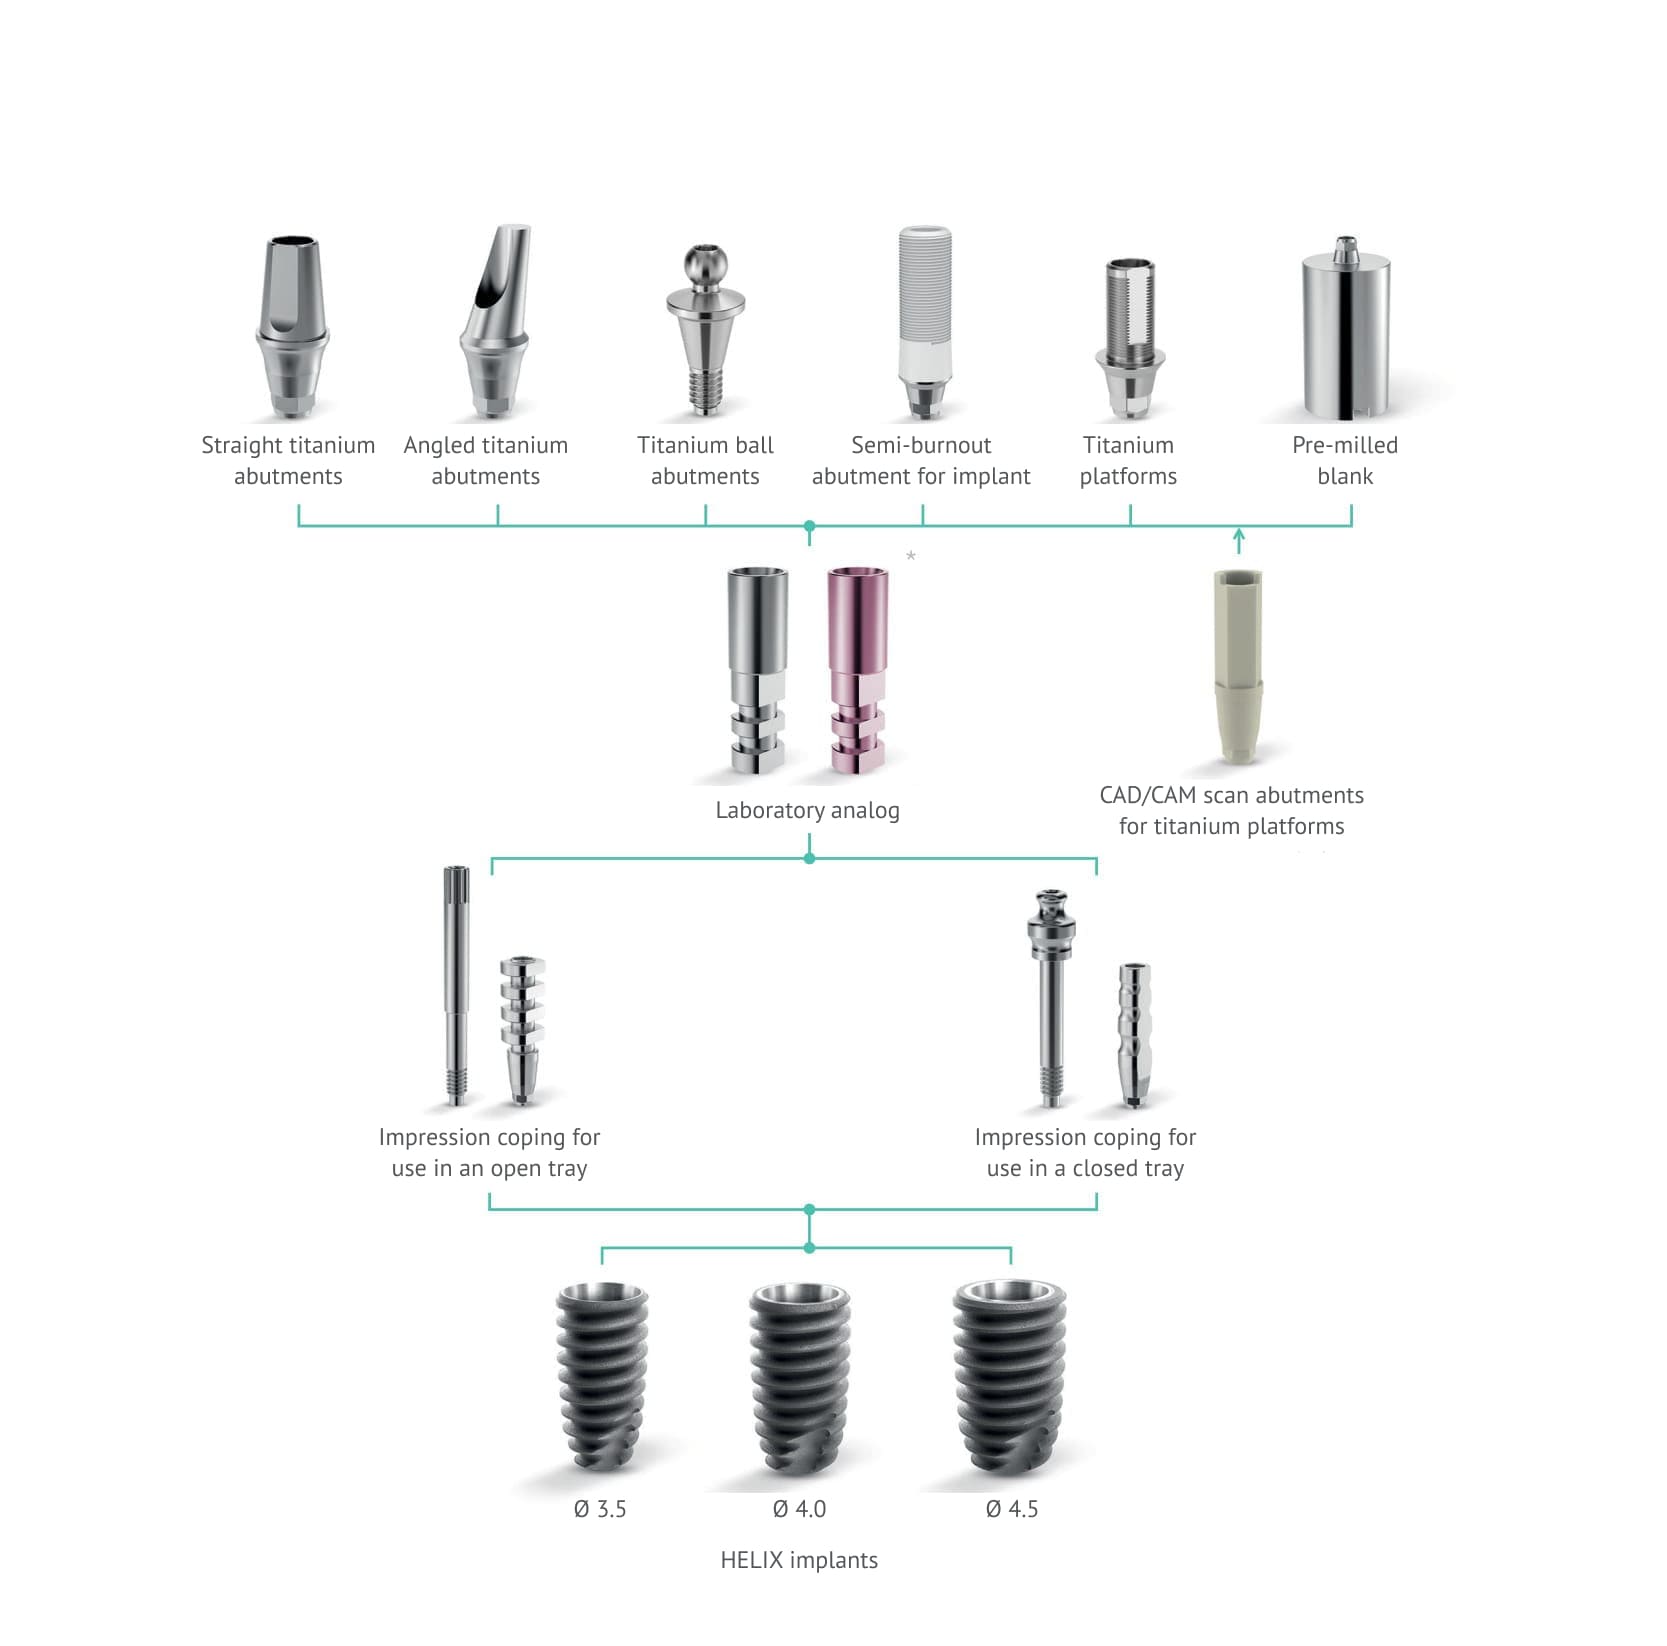 Straight titanium
abutments
Angled titanium
abutments
Titanium ball
abutments
Semi-burnout
abutment for implant
Titanium
platforms
Pre-milled
blank
*
Laboratory analog
CAD/CAM scan abutments
for titanium platforms
Impression coping for
use in an open tray
Impression coping for
use in a closed tray
Ø 3.5
Ø 4.0
Ø 4.5
HELIX implants